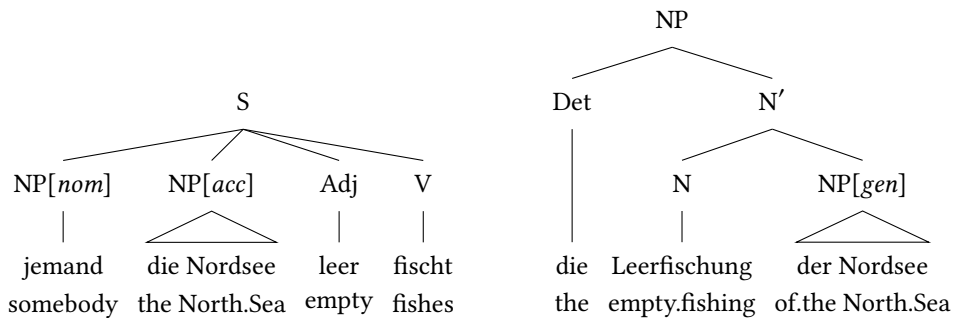 NP
S Det N′
NP[nom] NP[acc] Adj V N NP[gen]
jemand die Nordsee leer fischt die Leerfischung der Nordsee
somebody the North.Sea empty fishes the empty.fishing of.the North.Sea